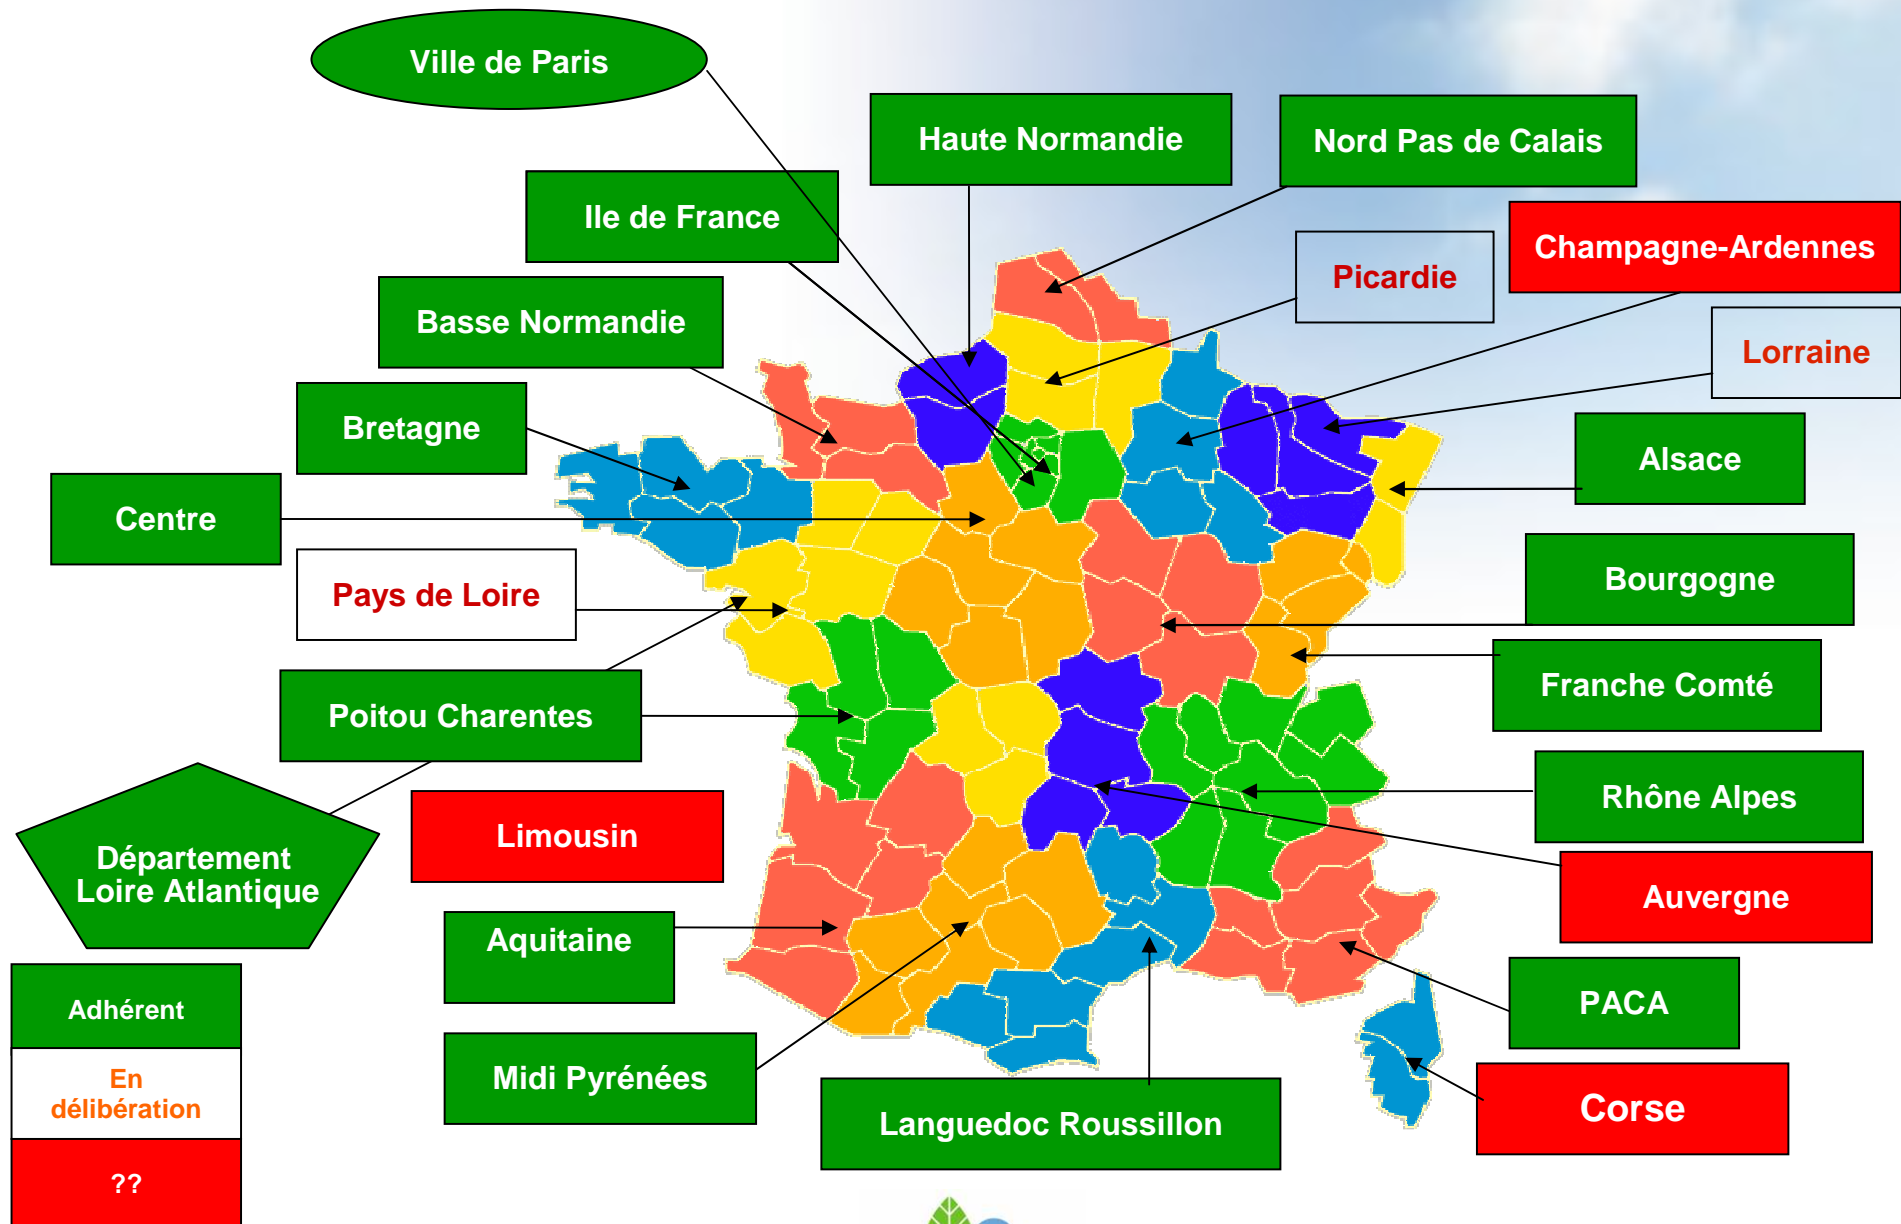 Ville de Paris
Haute Normandie
Nord Pas de Calais
Ile de France
Champagne-Ardennes
Picardie
Basse Normandie
Lorraine
Bretagne
Alsace
Centre
Pays de Loire
Bourgogne
Franche Comté
Poitou Charentes
Rhône Alpes
Limousin
Département
Loire Atlantique
Auvergne
Aquitaine
PACA
Midi Pyrénées
Languedoc Roussillon
Corse
Adhérent
En
délibération
??